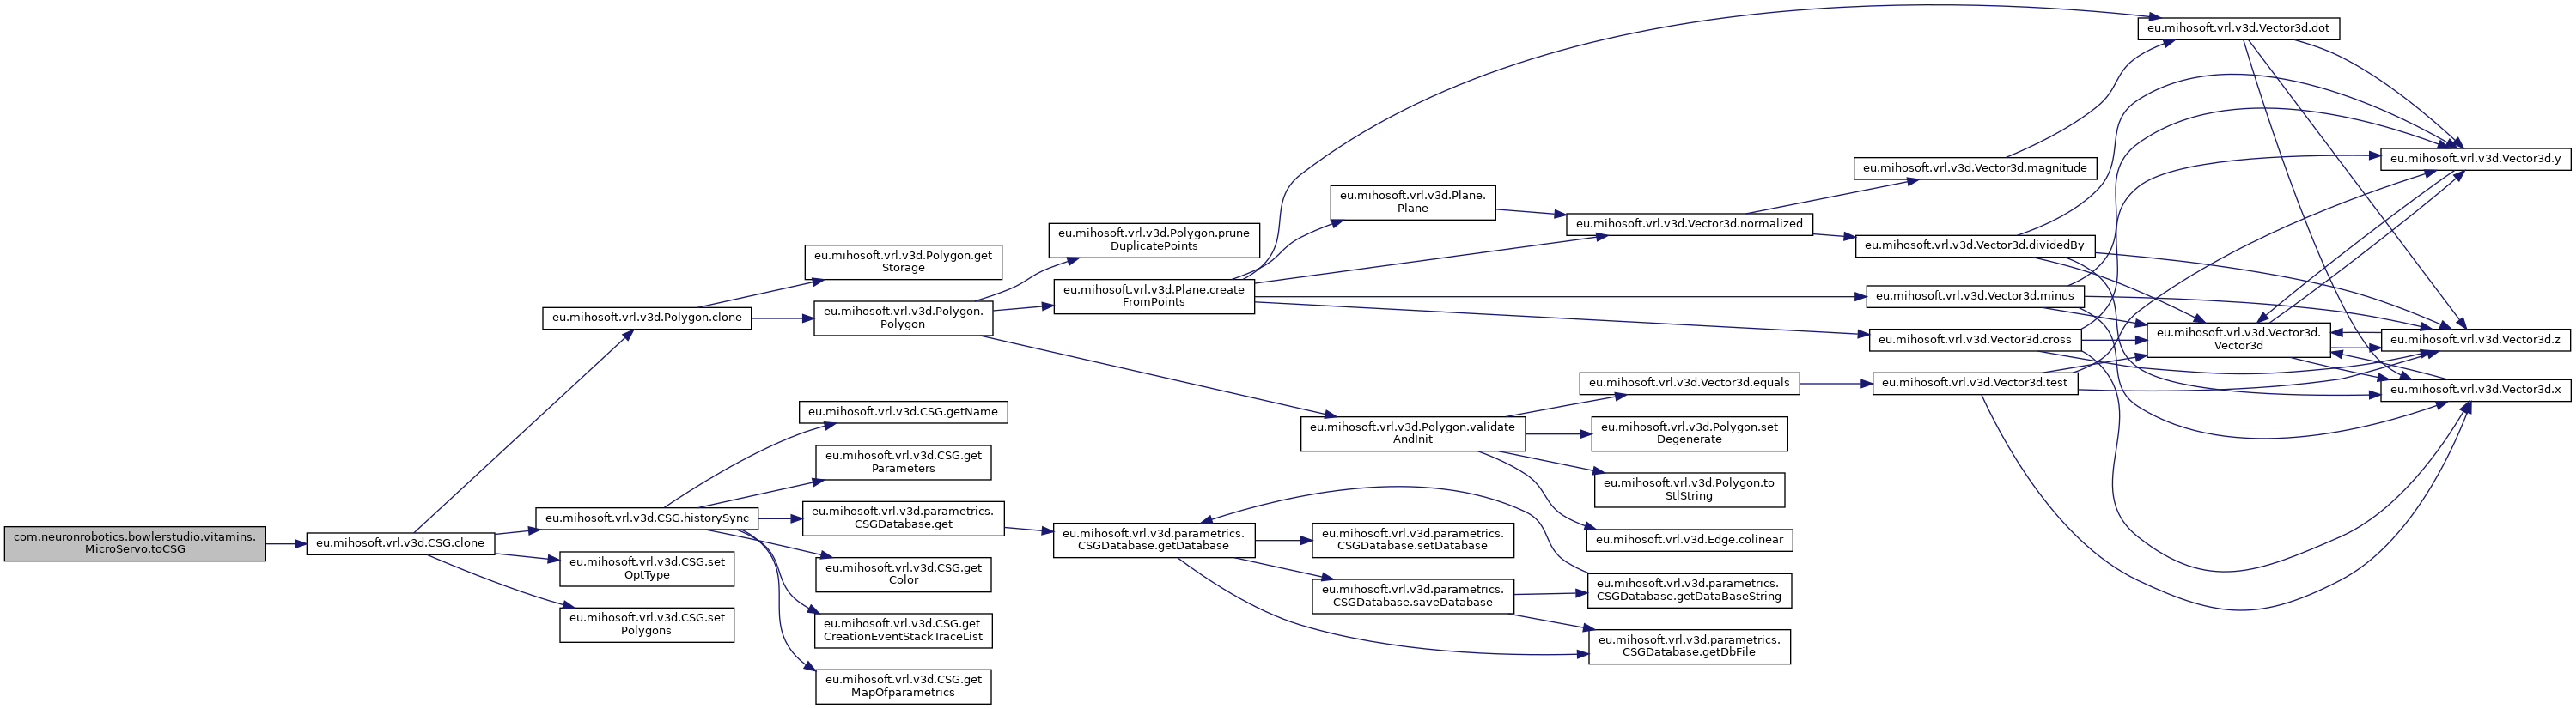 com.neuronrobotics.bowlerstudio.vitamins.
MicroServo.toCSG
eu.mihosoft.vrl.v3d.CSG.clone
eu.mihosoft.vrl.v3d.Polygon.clone
eu.mihosoft.vrl.v3d.CSG.historySync
eu.mihosoft.vrl.v3d.CSG.set
OptType
eu.mihosoft.vrl.v3d.CSG.set
Polygons
eu.mihosoft.vrl.v3d.Polygon.get
Storage
eu.mihosoft.vrl.v3d.Polygon.
Polygon
eu.mihosoft.vrl.v3d.CSG.getName
eu.mihosoft.vrl.v3d.CSG.get
Parameters
eu.mihosoft.vrl.v3d.parametrics.
CSGDatabase.get
eu.mihosoft.vrl.v3d.CSG.get
Color
eu.mihosoft.vrl.v3d.CSG.get
CreationEventStackTraceList
eu.mihosoft.vrl.v3d.CSG.get
MapOfparametrics
eu.mihosoft.vrl.v3d.Polygon.prune
DuplicatePoints
eu.mihosoft.vrl.v3d.Plane.create
FromPoints
eu.mihosoft.vrl.v3d.parametrics.
CSGDatabase.getDatabase
eu.mihosoft.vrl.v3d.Plane.
Plane
eu.mihosoft.vrl.v3d.Polygon.validate
AndInit
eu.mihosoft.vrl.v3d.parametrics.
CSGDatabase.setDatabase
eu.mihosoft.vrl.v3d.parametrics.
CSGDatabase.saveDatabase
eu.mihosoft.vrl.v3d.Vector3d.normalized
eu.mihosoft.vrl.v3d.Vector3d.equals
eu.mihosoft.vrl.v3d.Polygon.set
Degenerate
eu.mihosoft.vrl.v3d.Polygon.to
StlString
eu.mihosoft.vrl.v3d.Edge.colinear
eu.mihosoft.vrl.v3d.parametrics.
CSGDatabase.getDataBaseString
eu.mihosoft.vrl.v3d.parametrics.
CSGDatabase.getDbFile
eu.mihosoft.vrl.v3d.Vector3d.magnitude
eu.mihosoft.vrl.v3d.Vector3d.dividedBy
eu.mihosoft.vrl.v3d.Vector3d.minus
eu.mihosoft.vrl.v3d.Vector3d.cross
eu.mihosoft.vrl.v3d.Vector3d.test
eu.mihosoft.vrl.v3d.Vector3d.dot
eu.mihosoft.vrl.v3d.Vector3d.
Vector3d
eu.mihosoft.vrl.v3d.Vector3d.y
eu.mihosoft.vrl.v3d.Vector3d.z
eu.mihosoft.vrl.v3d.Vector3d.x